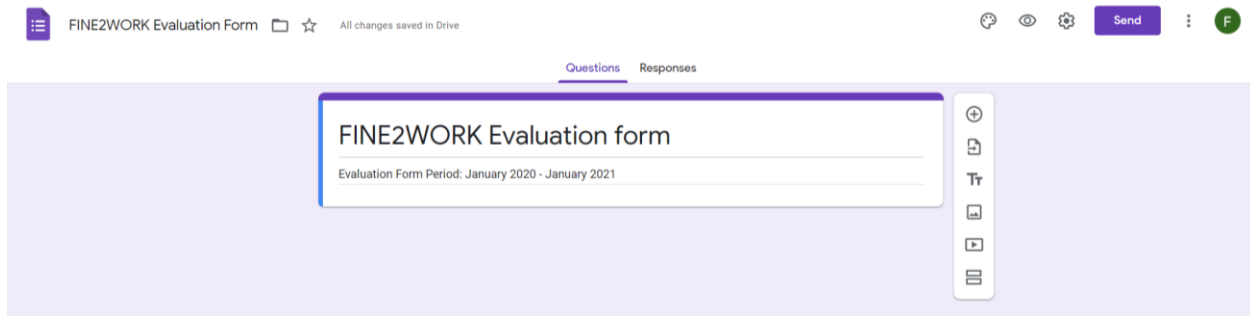 FINE2WORK Evaluation Form
All changes saved in Drive
Send
F
Questions Responses
FINE2WORK Evaluation form
Evaluation Form Period: January 2020 - January 2021
Tт